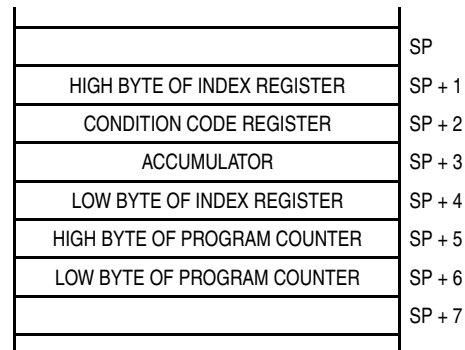 SP
HIGH BYTE OF INDEX REGISTER SP + 1
CONDITION CODE REGISTER SP + 2
ACCUMULATOR SP + 3
LOW BYTE OF INDEX REGISTER SP + 4
HIGH BYTE OF PROGRAM COUNTER SP + 5
LOW BYTE OF PROGRAM COUNTER SP + 6
SP + 7